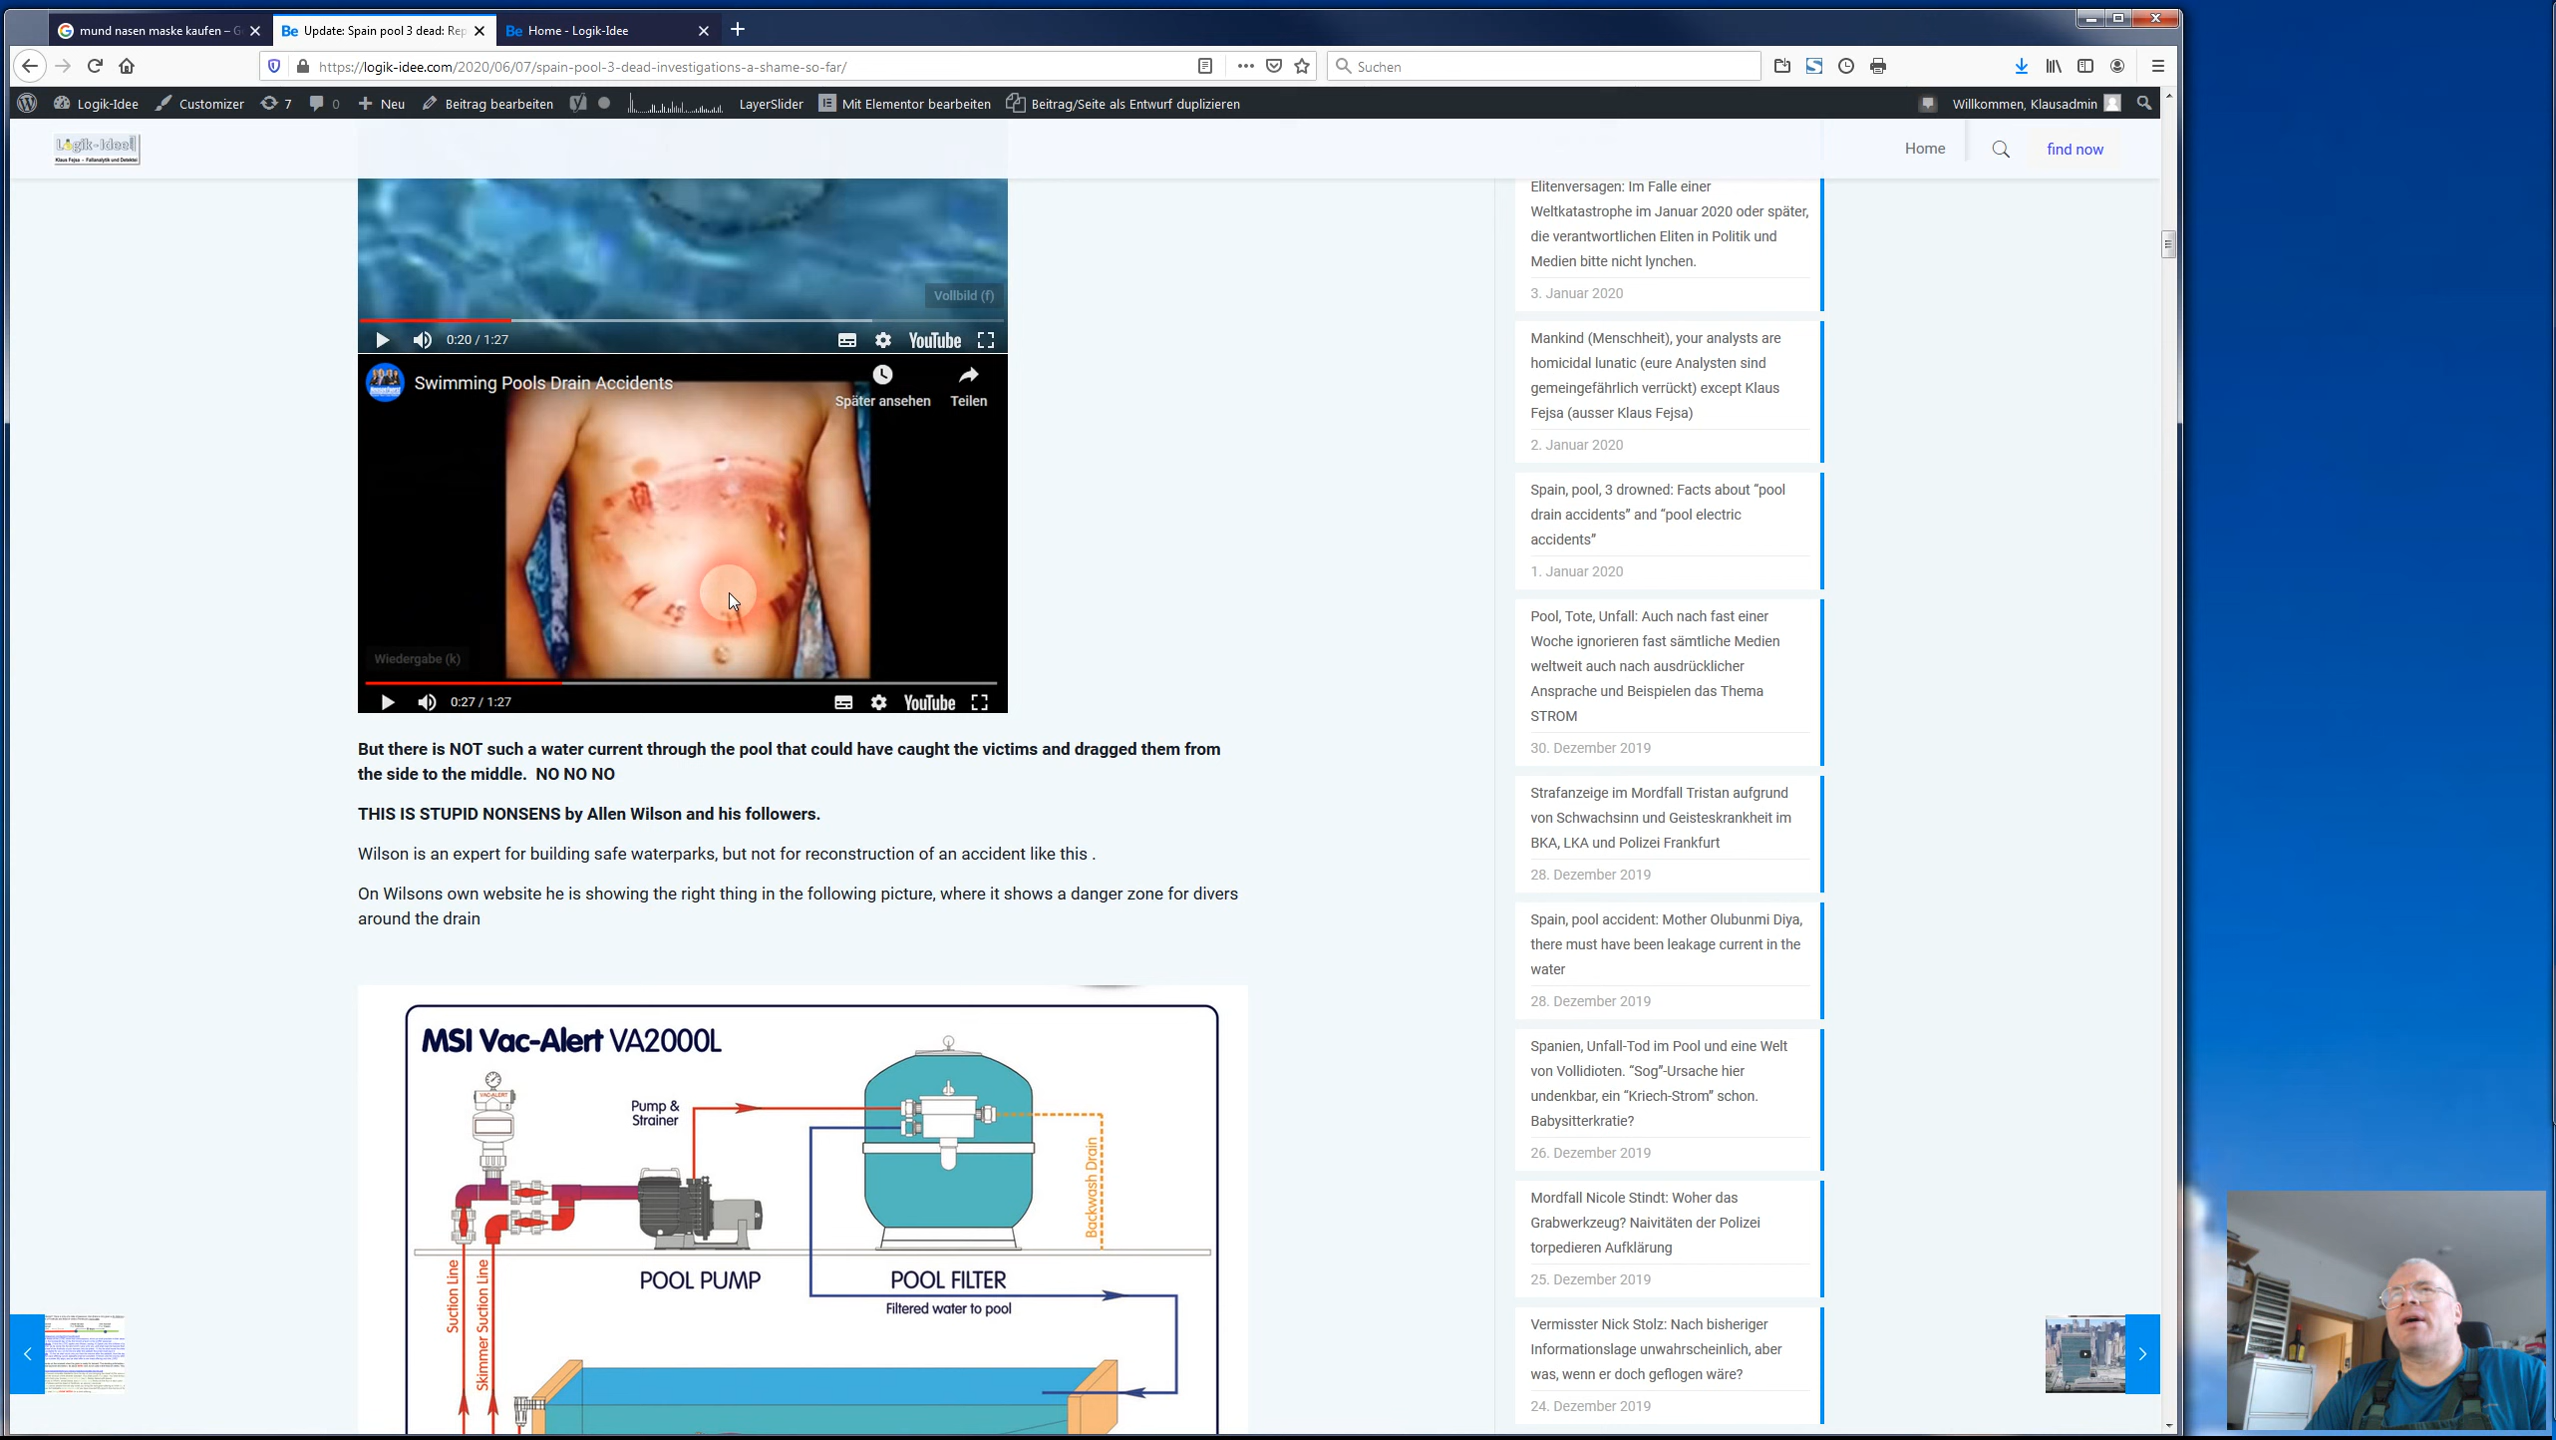 mund nasen maske kaufen – G
Update: Spain pool 3 dead: Rep
Home - Logik-Idee
https://logik-idee.com/2020/06/07/spain-pool-3-dead-investigations-a-shame-so-far/
Suchen
Logik-Idee
Customizer
7
0
Neu
Beitrag bearbeiten
LayerSlider
Mit Elementor bearbeiten
Beitrag/Seite als Entwurf duplizieren
Willkommen, Klausadmin
Logik-Idee!
Klaus Fejsa - Fallanalytik und Detektei
Home
find now
Vollbild (f)
0:20 / 1:27
YouTube
Swimming Pools Drain Accidents
Später ansehen
Teilen
Wiedergabe (k)
0:27 / 1:27
YouTube
But there is NOT such a water current through the pool that could have caught the victims and dragged them from
the side to the middle.  NO NO NO
THIS IS STUPID NONSENS by Allen Wilson and his followers.
Wilson is an expert for building safe waterparks, but not for reconstruction of an accident like this .
On Wilsons own website he is showing the right thing in the following picture, where it shows a danger zone for divers
around the drain
MSI Vac-Alert VA2000L
VAC-ALERT
Pump &
Strainer
Backwash Drain
POOL PUMP
POOL FILTER
Filtered water to pool
Suction Line
Skimmer Suction Line
Elitenversagen: Im Falle einer
Weltkatastrophe im Januar 2020 oder später,
die verantwortlichen Eliten in Politik und
Medien bitte nicht lynchen.
3. Januar 2020
Mankind (Menschheit), your analysts are
homicidal lunatic (eure Analysten sind
gemeingefährlich verrückt) except Klaus
Fejsa (ausser Klaus Fejsa)
2. Januar 2020
Spain, pool, 3 drowned: Facts about “pool
drain accidents” and “pool electric
accidents”
1. Januar 2020
Pool, Tote, Unfall: Auch nach fast einer
Woche ignorieren fast sämtliche Medien
weltweit auch nach ausdrücklicher
Ansprache und Beispielen das Thema
STROM
30. Dezember 2019
Strafanzeige im Mordfall Tristan aufgrund
von Schwachsinn und Geisteskrankheit im
BKA, LKA und Polizei Frankfurt
28. Dezember 2019
Spain, pool accident: Mother Olubunmi Diya,
there must have been leakage current in the
water
28. Dezember 2019
Spanien, Unfall-Tod im Pool und eine Welt
von Vollidioten. “Sog”-Ursache hier
undenkbar, ein “Kriech-Strom” schon.
Babysitterkratie?
26. Dezember 2019
Mordfall Nicole Stindt: Woher das
Grabwerkzeug? Naivitäten der Polizei
torpedieren Aufklärung
25. Dezember 2019
Vermisster Nick Stolz: Nach bisheriger
Informationslage unwahrscheinlich, aber
was, wenn er doch geflogen wäre?
24. Dezember 2019